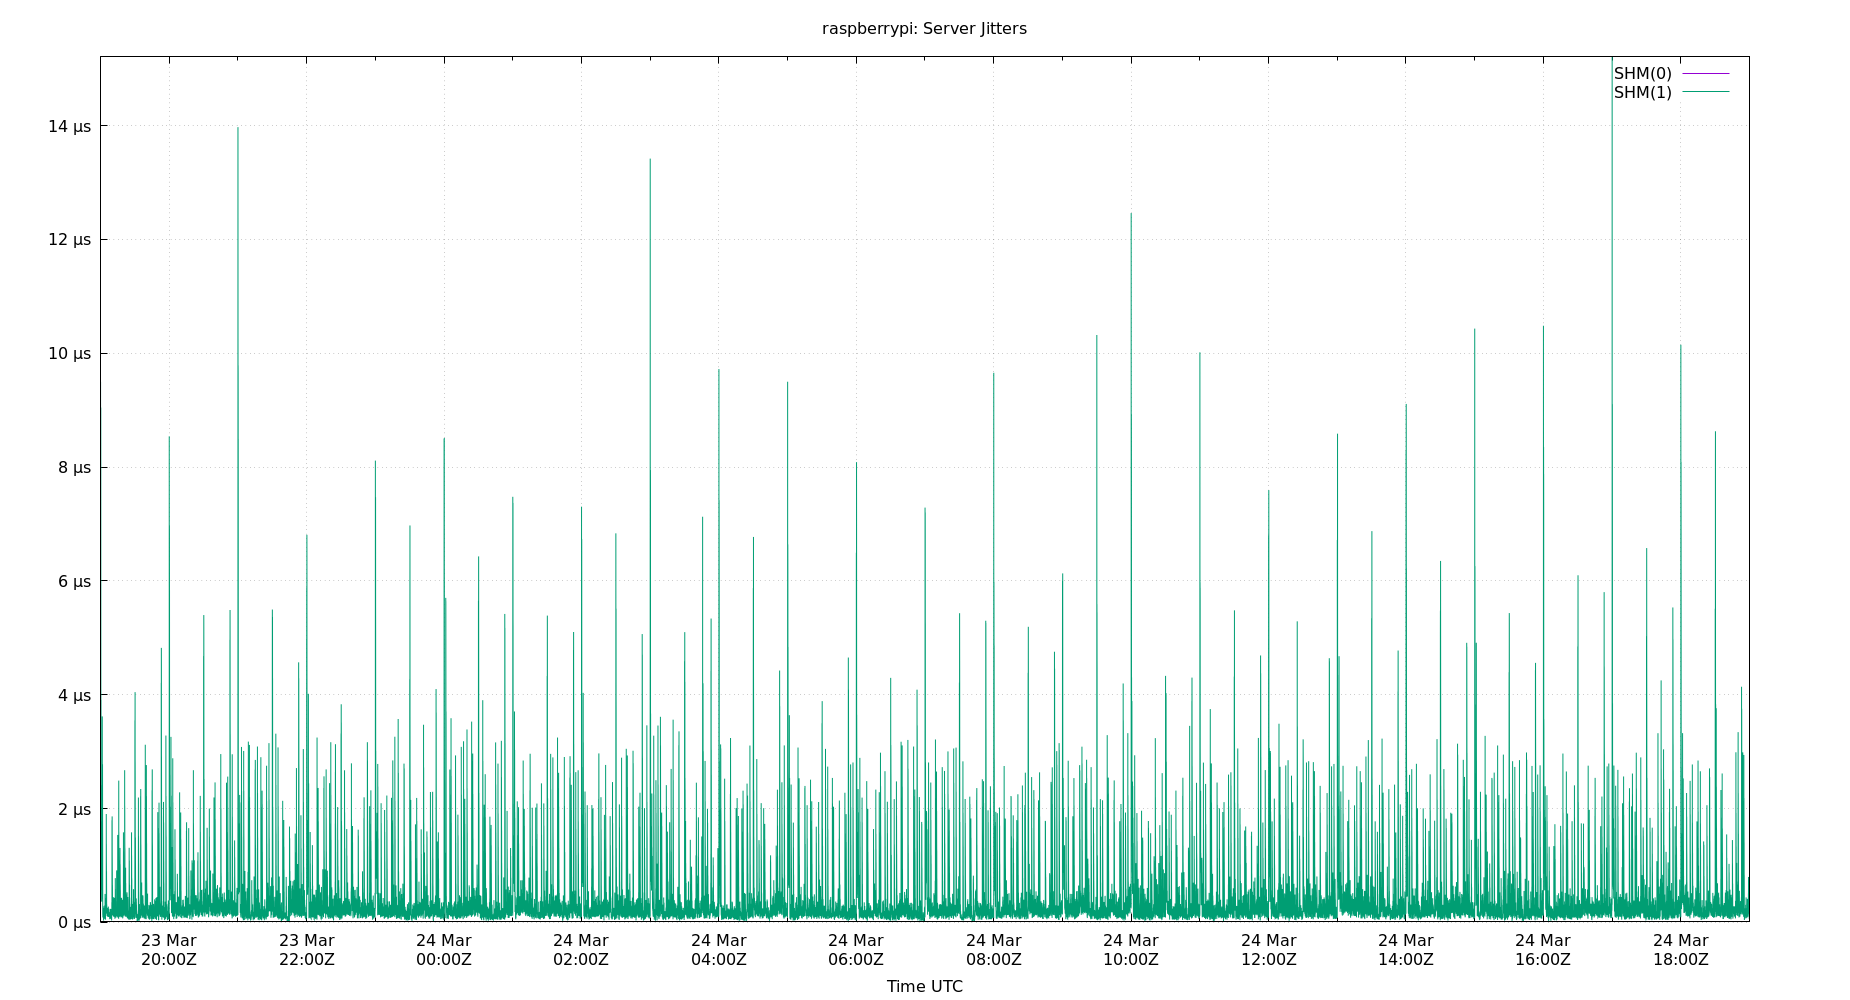 raspberrypi: Server Jitters
SHM(0)
SHM(1)
14 µs
12 µs
10 µs
8 µs
6 µs
4 µs
2 µs
0 µs
23 Mar 23 Mar 24 Mar 24 Mar 24 Mar 24 Mar 24 Mar 24 Mar 24 Mar 24 Mar 24 Mar 24 Mar
20:00Z 22:00Z 00:00Z 02:00Z 04:00Z 06:00Z 08:00Z 10:00Z 12:00Z 14:00Z 16:00Z 18:00Z
Time UTC